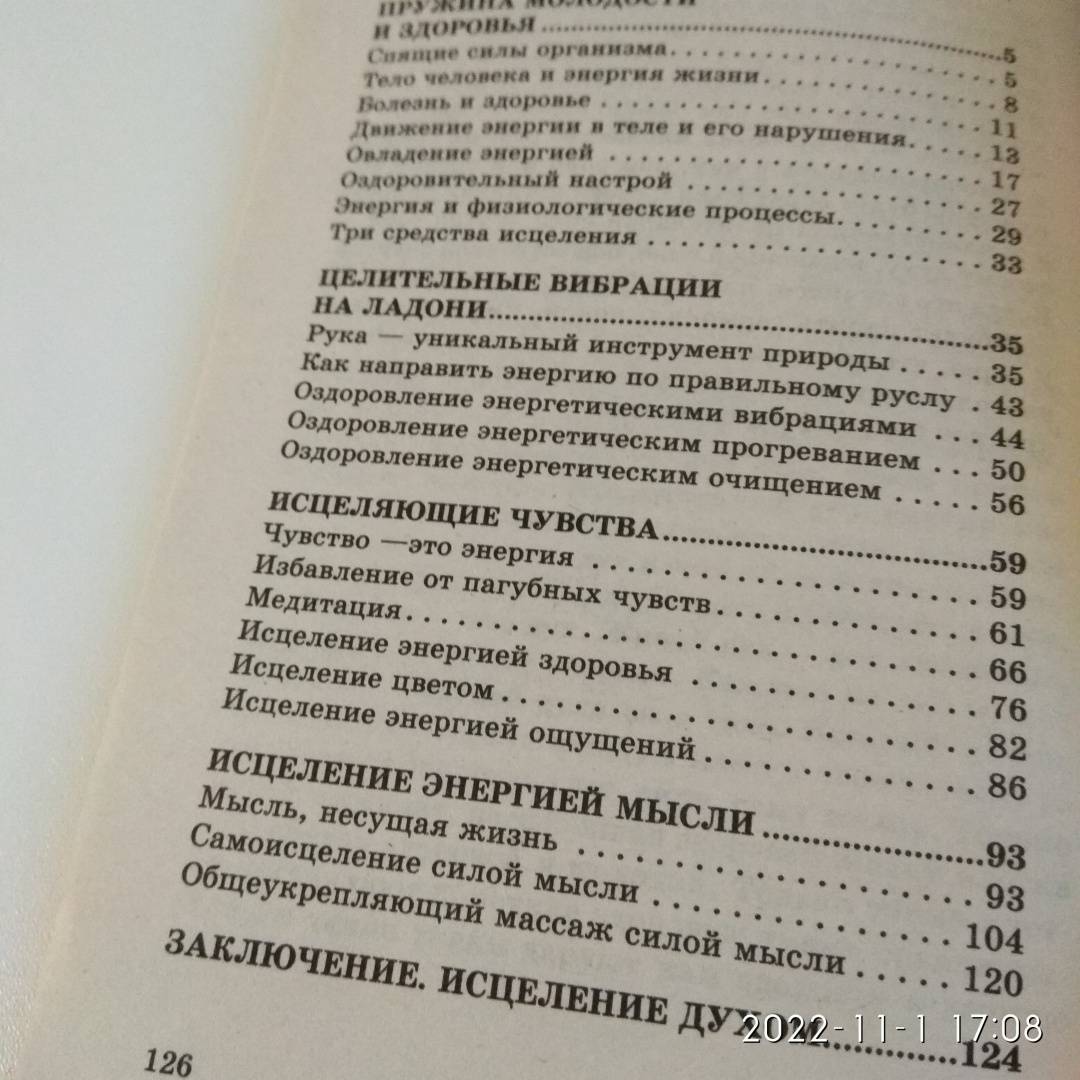 ПРУЖИНА МОЛОДОСТИ
И ЗДОРОВЬЯ.....5
Спящие силы организма. . . . . 5
Тело человека и энергия жизни. . . . . 8
Болезнь и здоровье . . . . . 11
Движение энергии в теле и его нарушения. . . . . 13
Овладение энергией . . . . . 17
Оздоровительный настрой . . . . . 27
Энергия и физиологические процессы. . . . . 29
Три средства исцеления . . . . . 33
ЦЕЛИТЕЛЬНЫЕ ВИБРАЦИИ
НА ЛАДОНИ.....35
Рука — уникальный инструмент природы . . . . . 35
Как направить энергию по правильному руслу . 43
Оздоровление энергетическими вибрациями . . . 44
Оздоровление энергетическим прогреванием . . . 50
Оздоровление энергетическим очищением . . . . . 56
ИСЦЕЛЯЮЩИЕ ЧУВСТВА.....59
Чувство —это энергия . . . . . 59
Избавление от пагубных чувств. . . . . 61
Медитация. . . . . 66
Исцеление энергией здоровья . . . . . 76
Исцеление цветом . . . . . 82
Исцеление энергией ощущений . . . . . 86
ИСЦЕЛЕНИЕ ЭНЕРГИЕЙ МЫСЛИ.....93
Мысль, несущая жизнь . . . . . 93
Самоисцеление силой мысли . . . . . 104
Общеукрепляющий массаж силой мысли . . . . . 120
ЗАКЛЮЧЕНИЕ. ИСЦЕЛЕНИЕ ДУХОМ.....124
126
2022-11-1 17:08